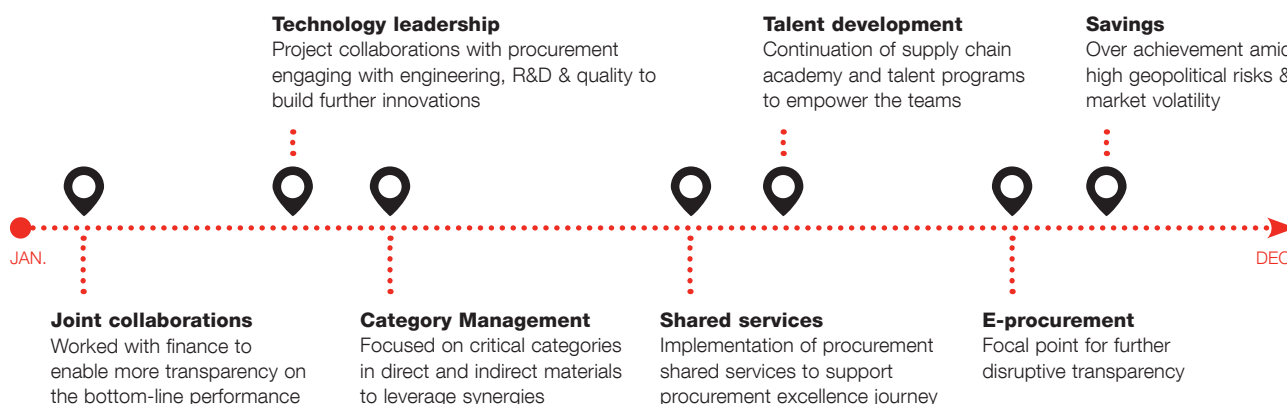 Technology leadership
Project collaborations with procurement
engaging with engineering, R&D & quality to
build further innovations
Talent development
Continuation of supply chain
academy and talent programs
to empower the teams
Savings
Over achievement amid
high geopolitical risks &
market volatility
JAN.
DEC
Joint collaborations
Worked with finance to
enable more transparency on
the bottom-line performance
Category Management
Focused on critical categories
in direct and indirect materials
to leverage synergies
Shared services
Implementation of procurement
shared services to support
procurement excellence journey
E-procurement
Focal point for further
disruptive transparency